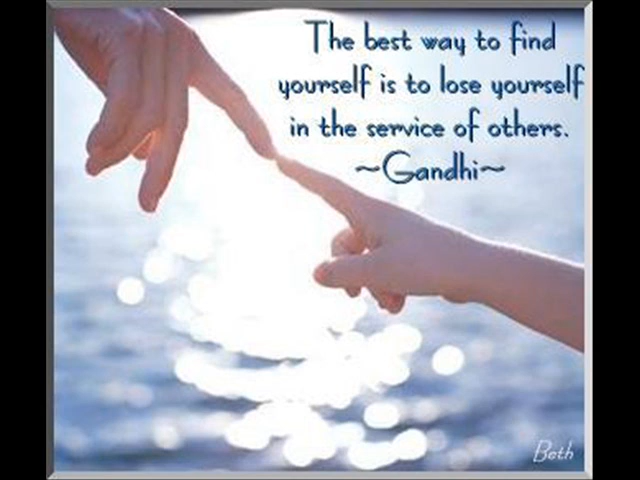 The best way to find
yourself is to lose yourself
in the service of others.
~Gandhi~
Beth